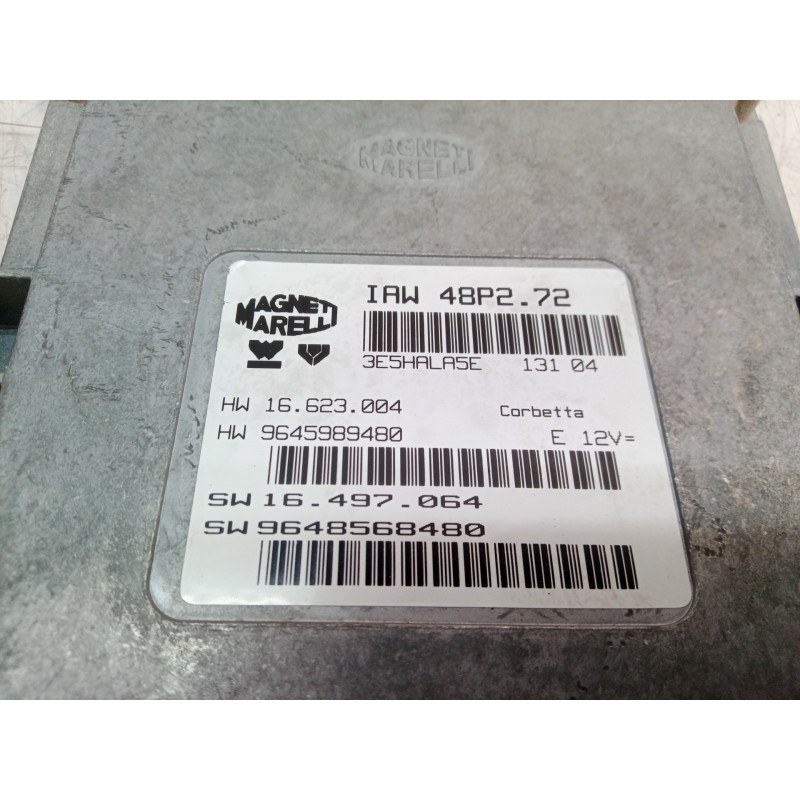 MAGNETI
MARELLI
MAGNETI
MARELLI
IAW 48P2.72
3E5HALA5E 131 04
HW 16.623.004 Corbetta
HW 9645989480 E 12V=
SW 16.497.064
SW 9648568480